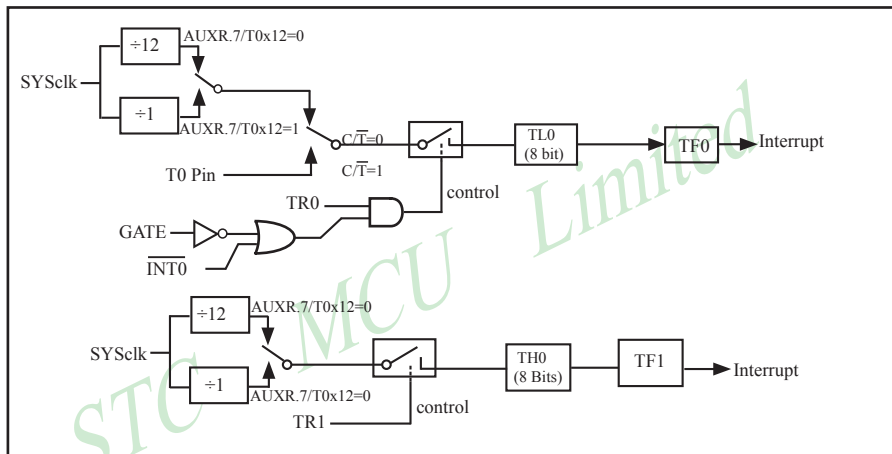 ÷12
AUXR.7/T0x12=0
SYSclk
÷1
AUXR.7/T0x12=1
C/T̅=0
C/T̅=1
T0 Pin
TL0
(8 bit)
TF0
Interrupt
control
TR0
GATE
I̅N̅T̅0̅
÷12
AUXR.7/T0x12=0
SYSclk
÷1
AUXR.7/T0x12=0
TH0
(8 Bits)
TF1
Interrupt
control
TR1
STC MCU Limited